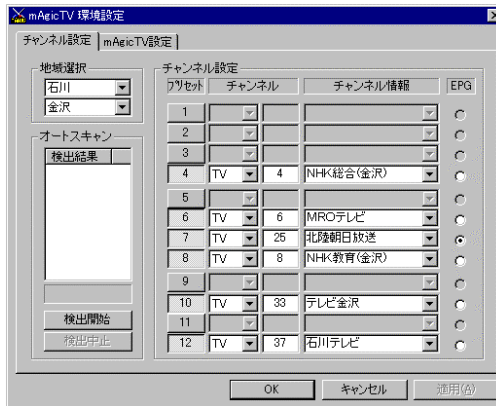 mAgicTV 環境設定
チャンネル設定 mAgicTV設定
地域選択
石川
金沢
オートスキャン
検出結果
検出開始
検出中止
チャンネル設定
プリセット チャンネル チャンネル情報 EPG
1
2
3
4 TV 4 NHK総合(金沢)
5
6 TV 6 MROテレビ
7 TV 25 北陸朝日放送
8 TV 8 NHK教育(金沢)
9
10 TV 33 テレビ金沢
11
12 TV 37 石川テレビ
OK キャンセル 適用(A)